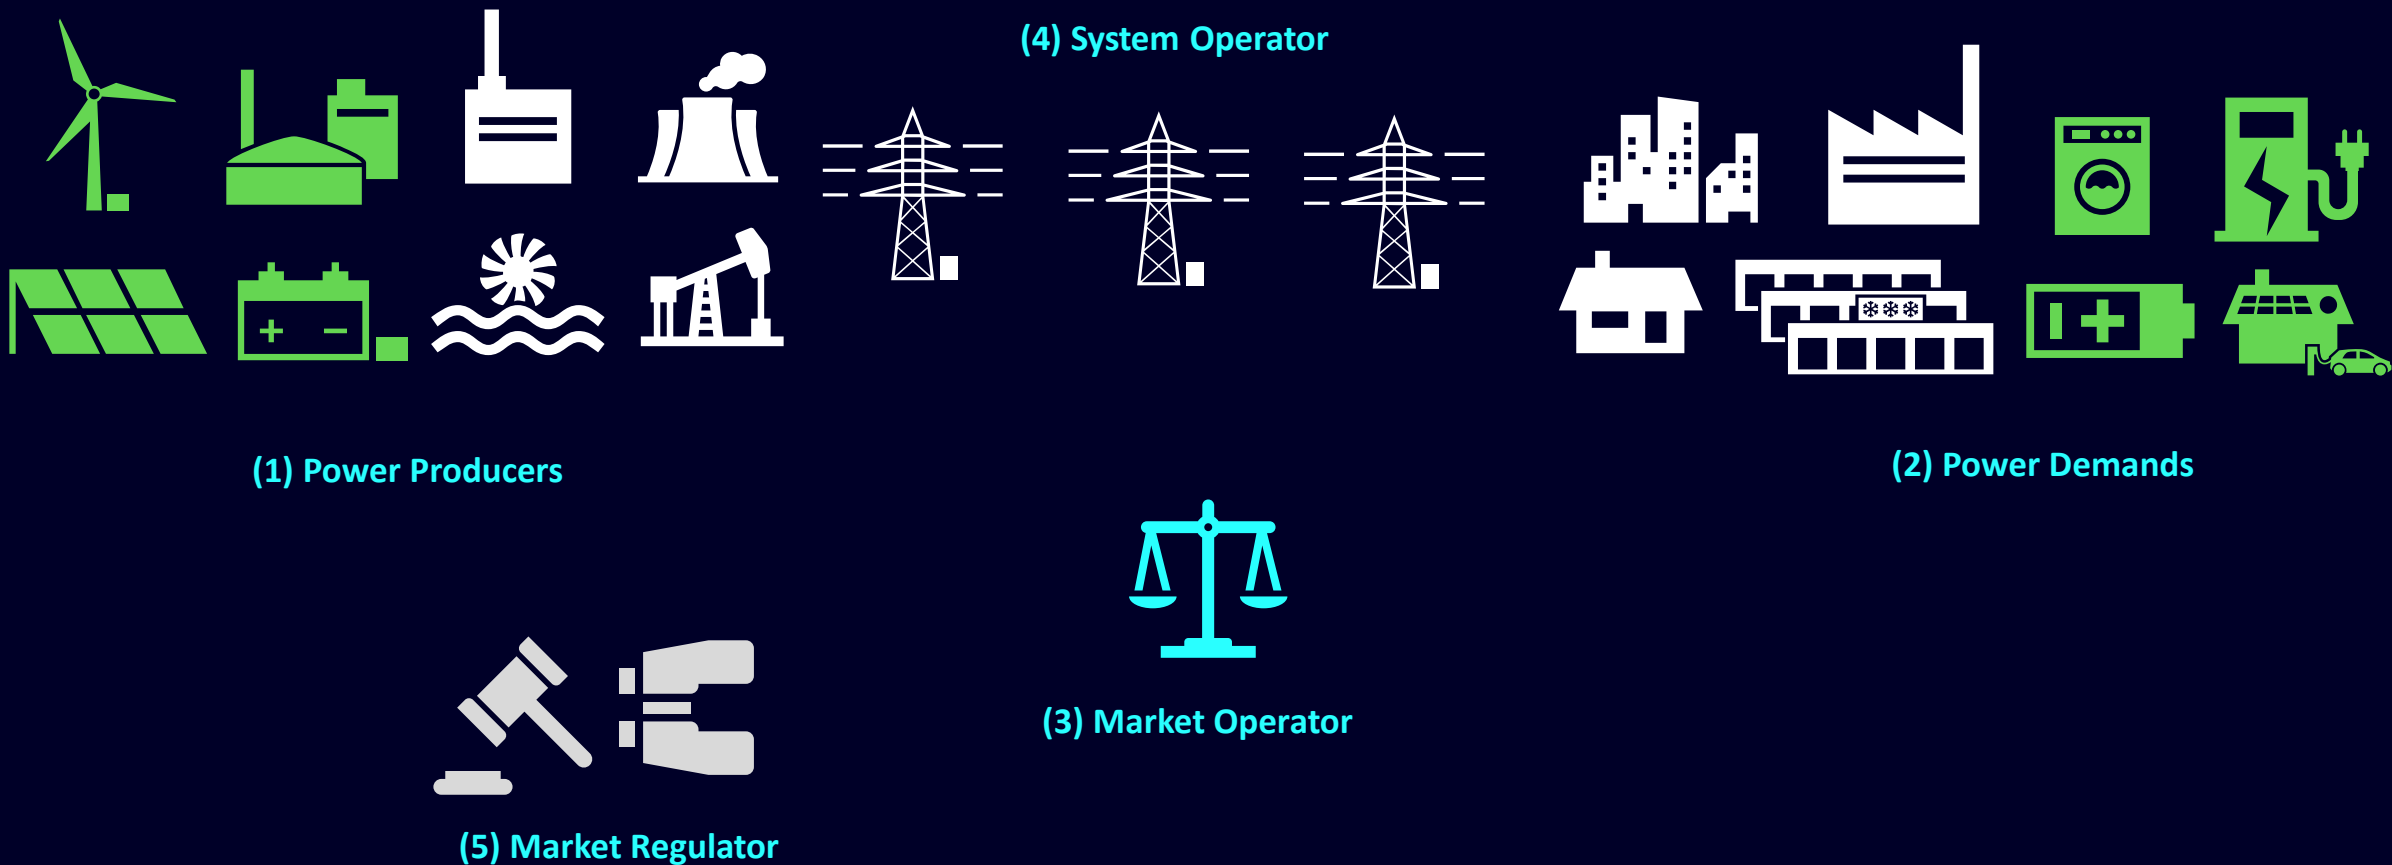 (4) System Operator
(1) Power Producers
(2) Power Demands
(3) Market Operator
(5) Market Regulator